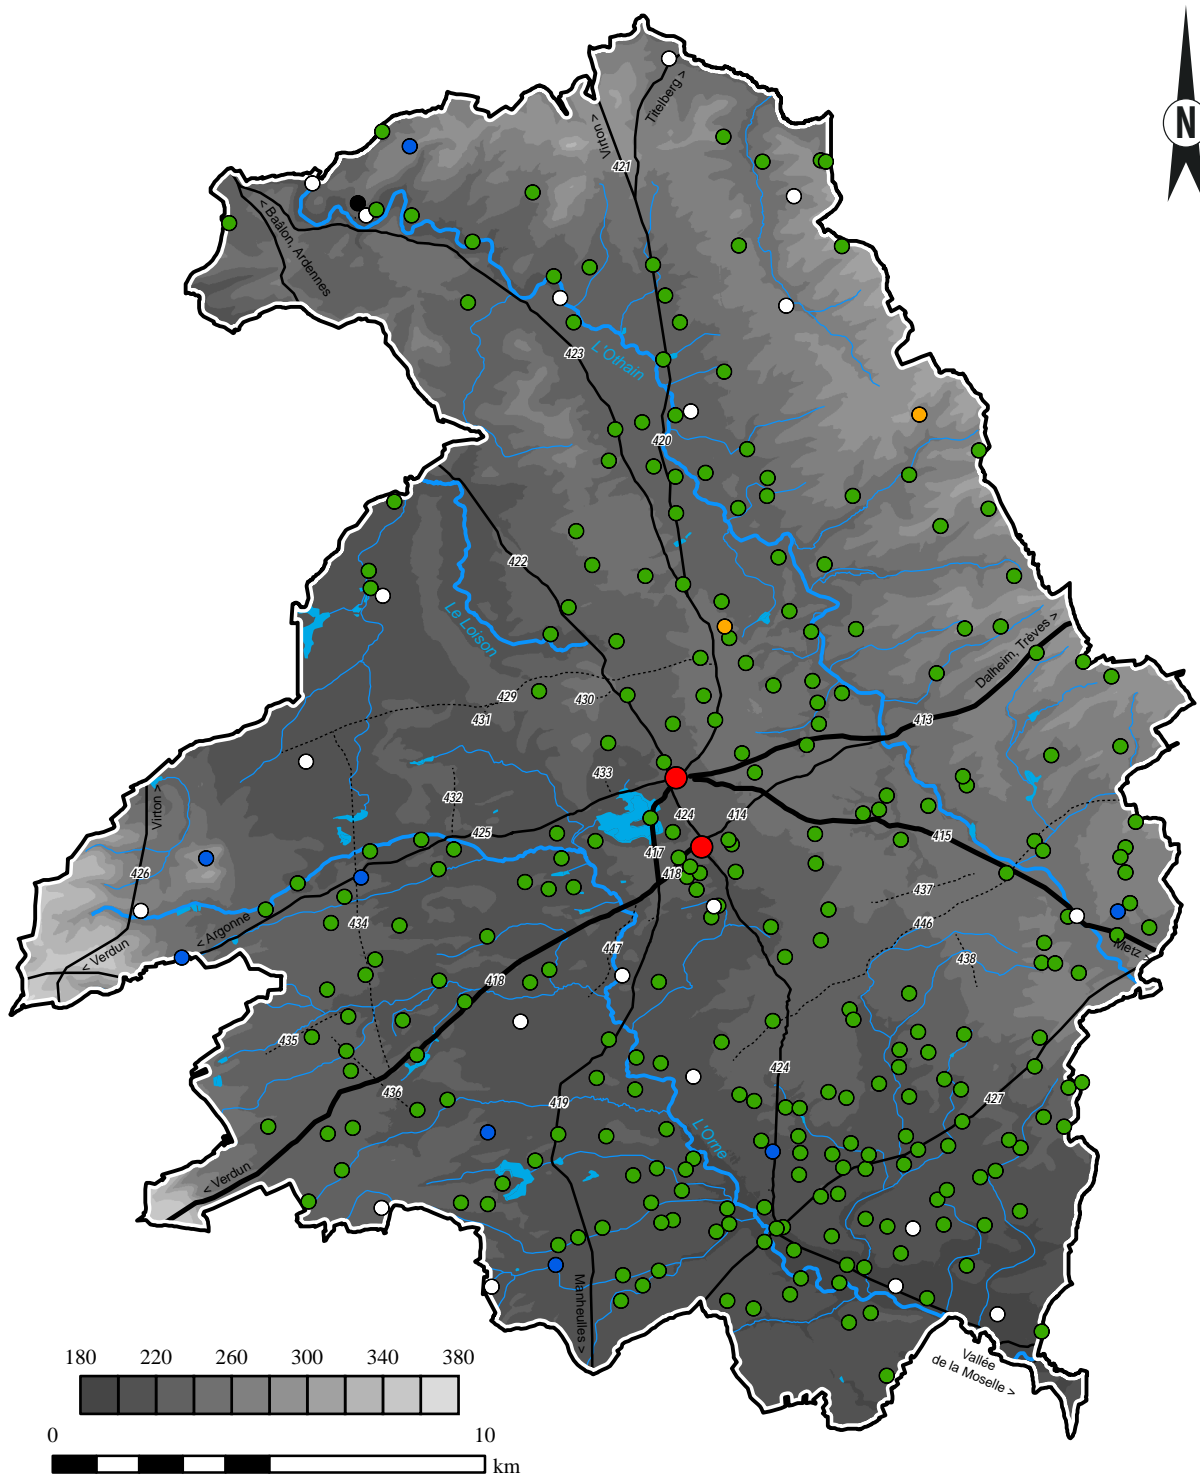 N
Titelberg >
Virton >
421
< Baâlon, Ardennes
423
L'Othain
420
422
Le Loison
Dalheim, Trèves >
429
430
431
413
433
432
Virton >
424
414
425
415
417
426
418
437
< Argonne
434
446
< Verdun
447
438
Metz >
418
435
424
436
427
419
L'Orne
< Verdun
Manheulles >
Vallée
de la Moselle >
180 220 260 300 340 380
0 10
km